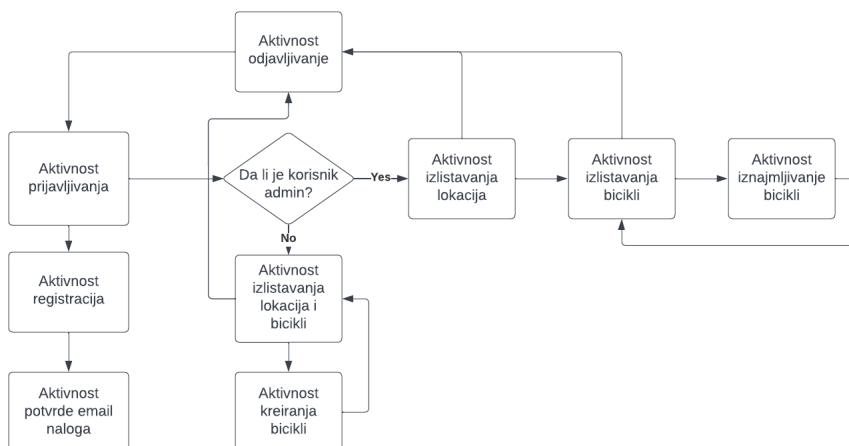 Aktivnost
odjavljivanje
Aktivnost
prijavljivanja
Da li je korisnik
admin?
Yes
Aktivnost
izlistavanja
lokacija
Aktivnost
izlistavanja
bicikli
Aktivnost
iznajmljivanje
bicikli
No
Aktivnost
registracija
Aktivnost
izlistavanja
lokacija i
bicikli
Aktivnost
potvrde email
naloga
Aktivnost
kreiranja
bicikli